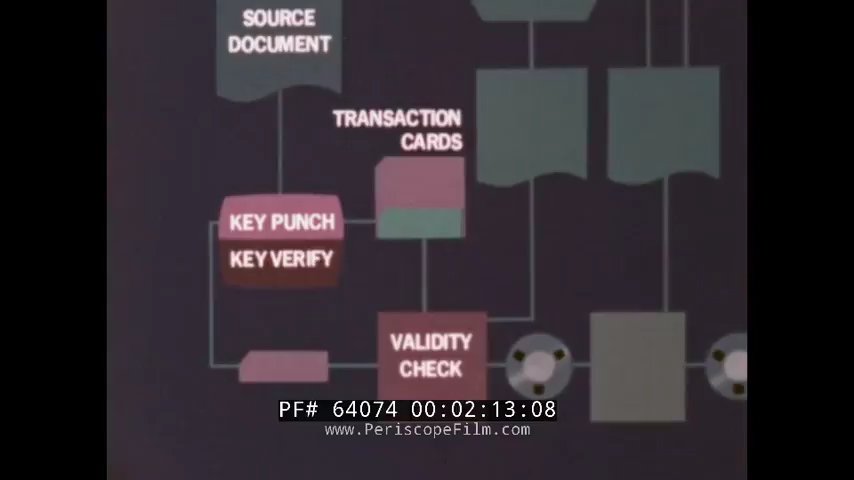 SOURCE
DOCUMENT
TRANSACTION
CARDS
KEY PUNCH
KEY VERIFY
VALIDITY
CHECK
PF# 64074 00:02:13:08
www.PeriscopeFilm.com